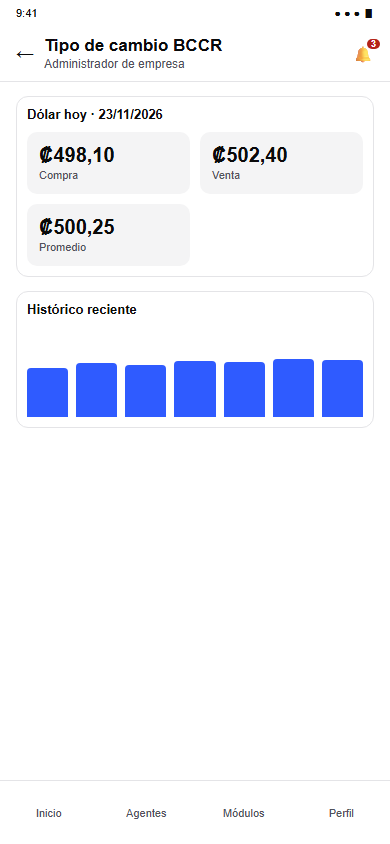 9:41
Tipo de cambio BCCR
Administrador de empresa
3
Dólar hoy · 23/11/2026
₡498,10
Compra
₡502,40
Venta
₡500,25
Promedio
Histórico reciente
Inicio
Agentes
Módulos
Perfil